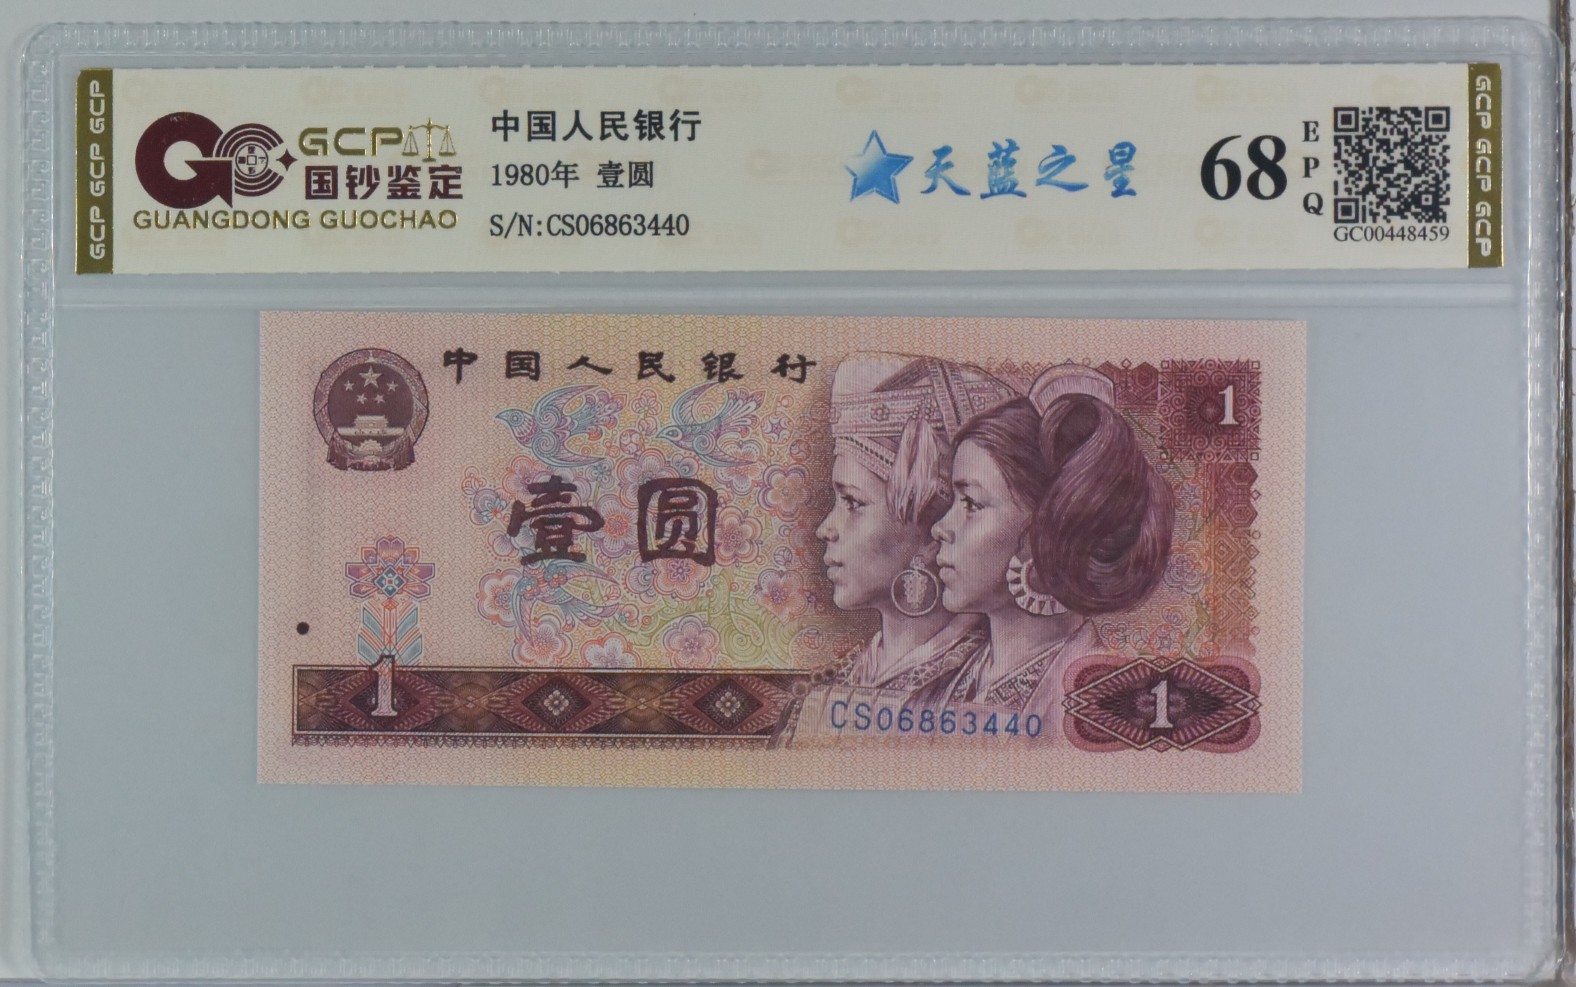 GCP GCP GCP
GCP
国钞鉴定
GUANGDONG GUOCHAO
中国人民银行
1980年 壹圆
S/N:CS06863440
天蓝之星
68
E
P
Q
GC00448459
GCP GCP GCP
中国人民银行
1
壹圆
1
CS06863440
1